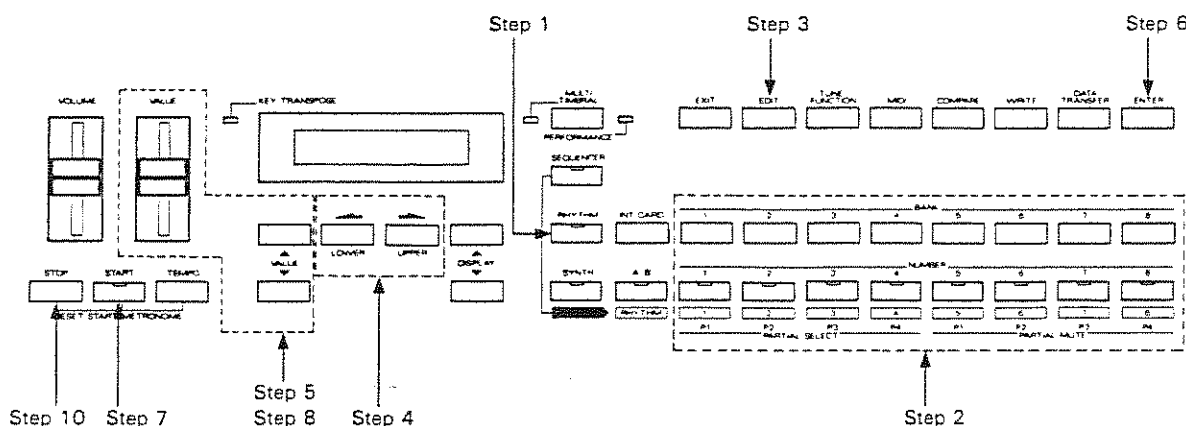 Step 1
Step 3
Step 6
VOLUME
VALUE
KEY TRANSPOSE
MULTI TIMBRAL
PERFORMANCE
EXIT
EDIT
TUNE FUNCTION
MIDI
COMPARE
WRITE
DATA TRANSFER
ENTER
SEQUENCER
RHYTHM
INT CARD
BANK
1 2 3 4 5 6 7 8
LOWER
UPPER
VALUE
DISPLAY
STOP
START
TEMPO
RESET START
METRONOME
SYNTH
A B
NUMBER
1 2 3 4 5 6 7 8
RHYTHM
1 2 3 4 5 6 7 8
P1 P2 P3 P4 P1 P2 P3 P4
PARTIAL SELECT
PARTIAL MUTE
Step 5
Step 8
Step 10
Step 7
Step 4
Step 2